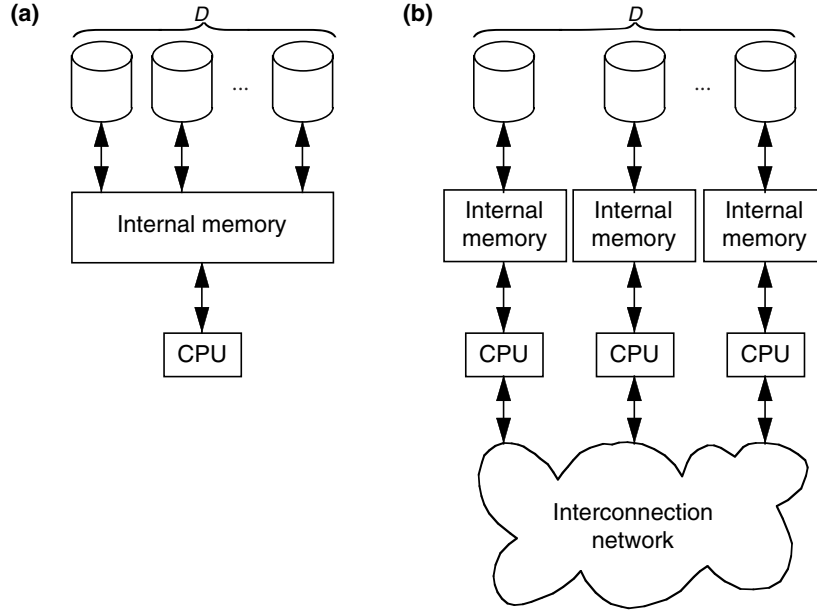 (a)
D
...
Internal memory
CPU
(b)
D
...
Internal
memory
Internal
memory
Internal
memory
CPU
CPU
CPU
Interconnection
network